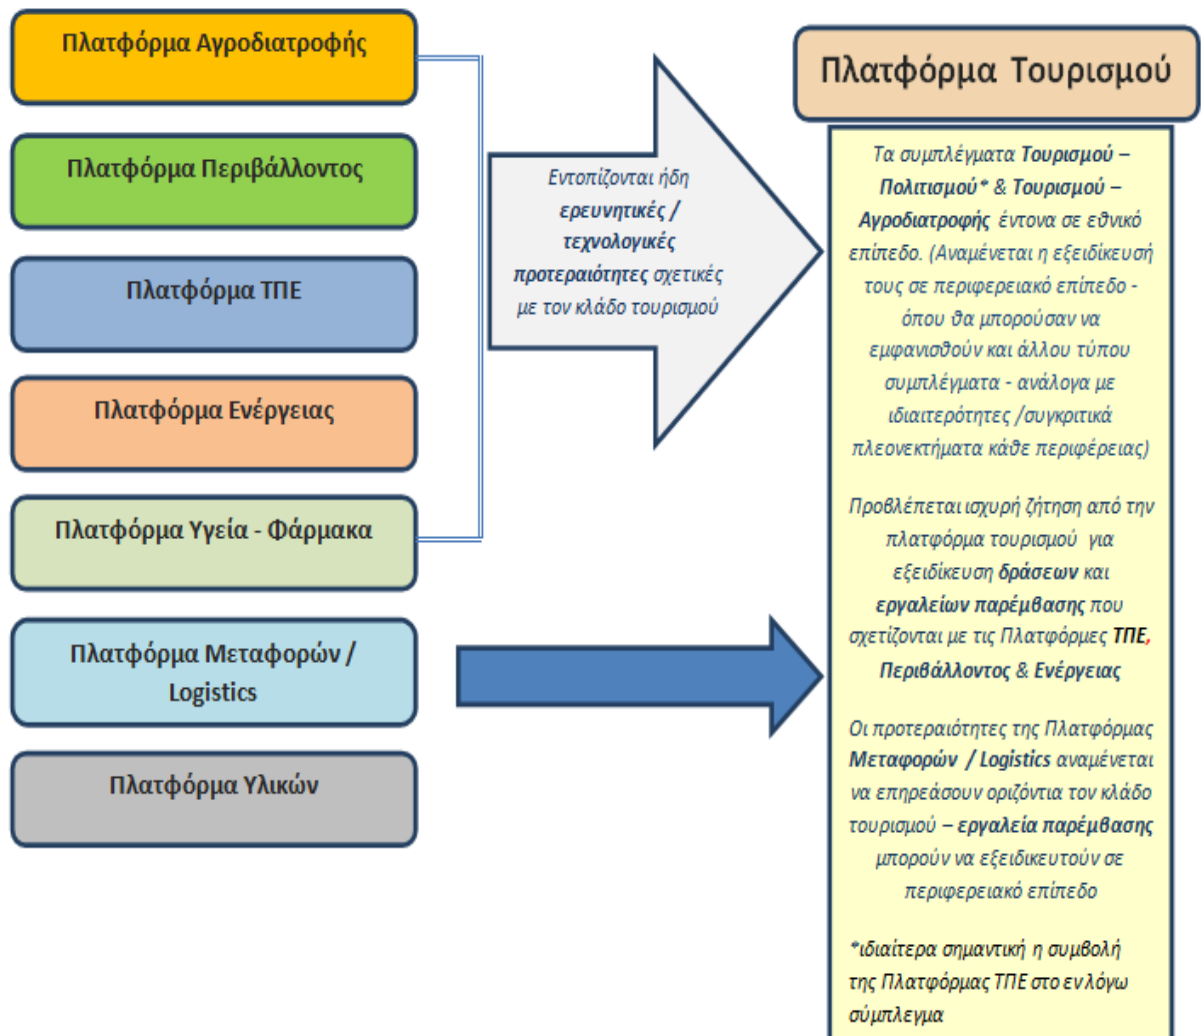 Πλατφόρμα Αγροδιατροφής
Πλατφόρμα Περιβάλλοντος
Πλατφόρμα ΤΠΕ
Πλατφόρμα Ενέργειας
Πλατφόρμα Υγεία - Φάρμακα
Πλατφόρμα Μεταφορών /
Logistics
Πλατφόρμα Υλικών
Εντοπίζονται ήδη
ερευνητικές /
τεχνολογικές
προτεραιότητες σχετικές
με τον κλάδο τουρισμού
Πλατφόρμα Τουρισμού
Τα συμπλέγματα Τουρισμού –
Πολιτισμού* & Τουρισμού –
Αγροδιατροφής έντονα σε εθνικό
επίπεδο. (Αναμένεται η εξειδίκευσή
τους σε περιφερειακό επίπεδο -
όπου θα μπορούσαν να
εμφανισθούν και άλλου τύπου
συμπλέγματα - ανάλογα με
ιδιαιτερότητες /συγκριτικά
πλεονεκτήματα κάθε περιφέρειας)
Προβλέπεται ισχυρή ζήτηση από την
πλατφόρμα τουρισμού για
εξειδίκευση δράσεων και
εργαλείων παρέμβασης που
σχετίζονται με τις Πλατφόρμες ΤΠΕ,
Περιβάλλοντος & Ενέργειας
Οι προτεραιότητες της Πλατφόρμας
Μεταφορών / Logistics αναμένεται
να επηρεάσουν οριζόντια τον κλάδο
τουρισμού – εργαλεία παρέμβασης
μπορούν να εξειδικευτούν σε
περιφερειακό επίπεδο
*ιδιαίτερα σημαντική η συμβολή
της Πλατφόρμας ΤΠΕ στο εν λόγω
σύμπλεγμα